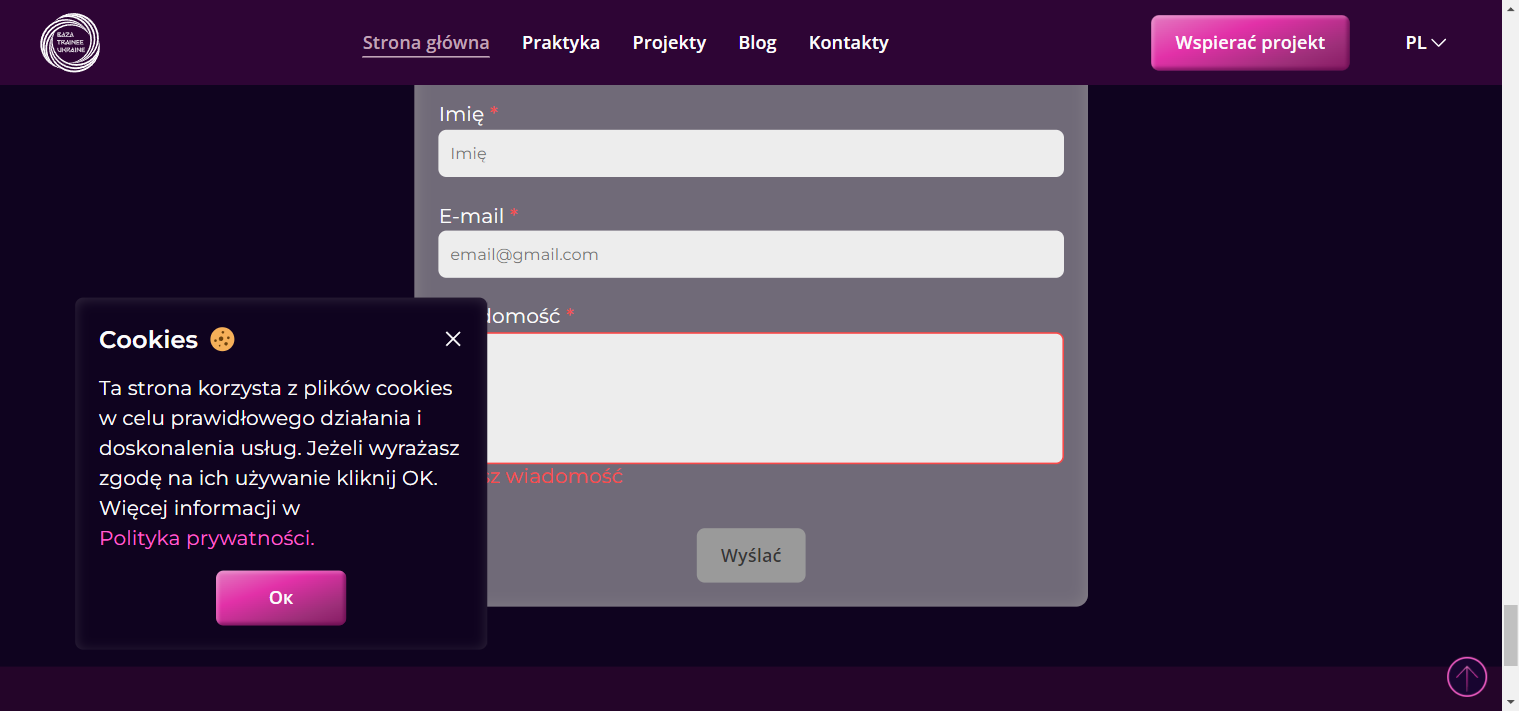 BAZA
TRAINEE
UKRAINE
Strona główna
Praktyka
Projekty
Blog
Kontakty
Wspierać projekt
PL
Imię *
Imię
E-mail *
email@gmail.com
domość *
sz wiadomość
Wyślać
Cookies
Ta strona korzysta z plików cookies
w celu prawidłowego działania i
doskonalenia usług. Jeżeli wyrażasz
zgodę na ich używanie kliknij OK.
Więcej informacji w
Polityka prywatności.
Ок